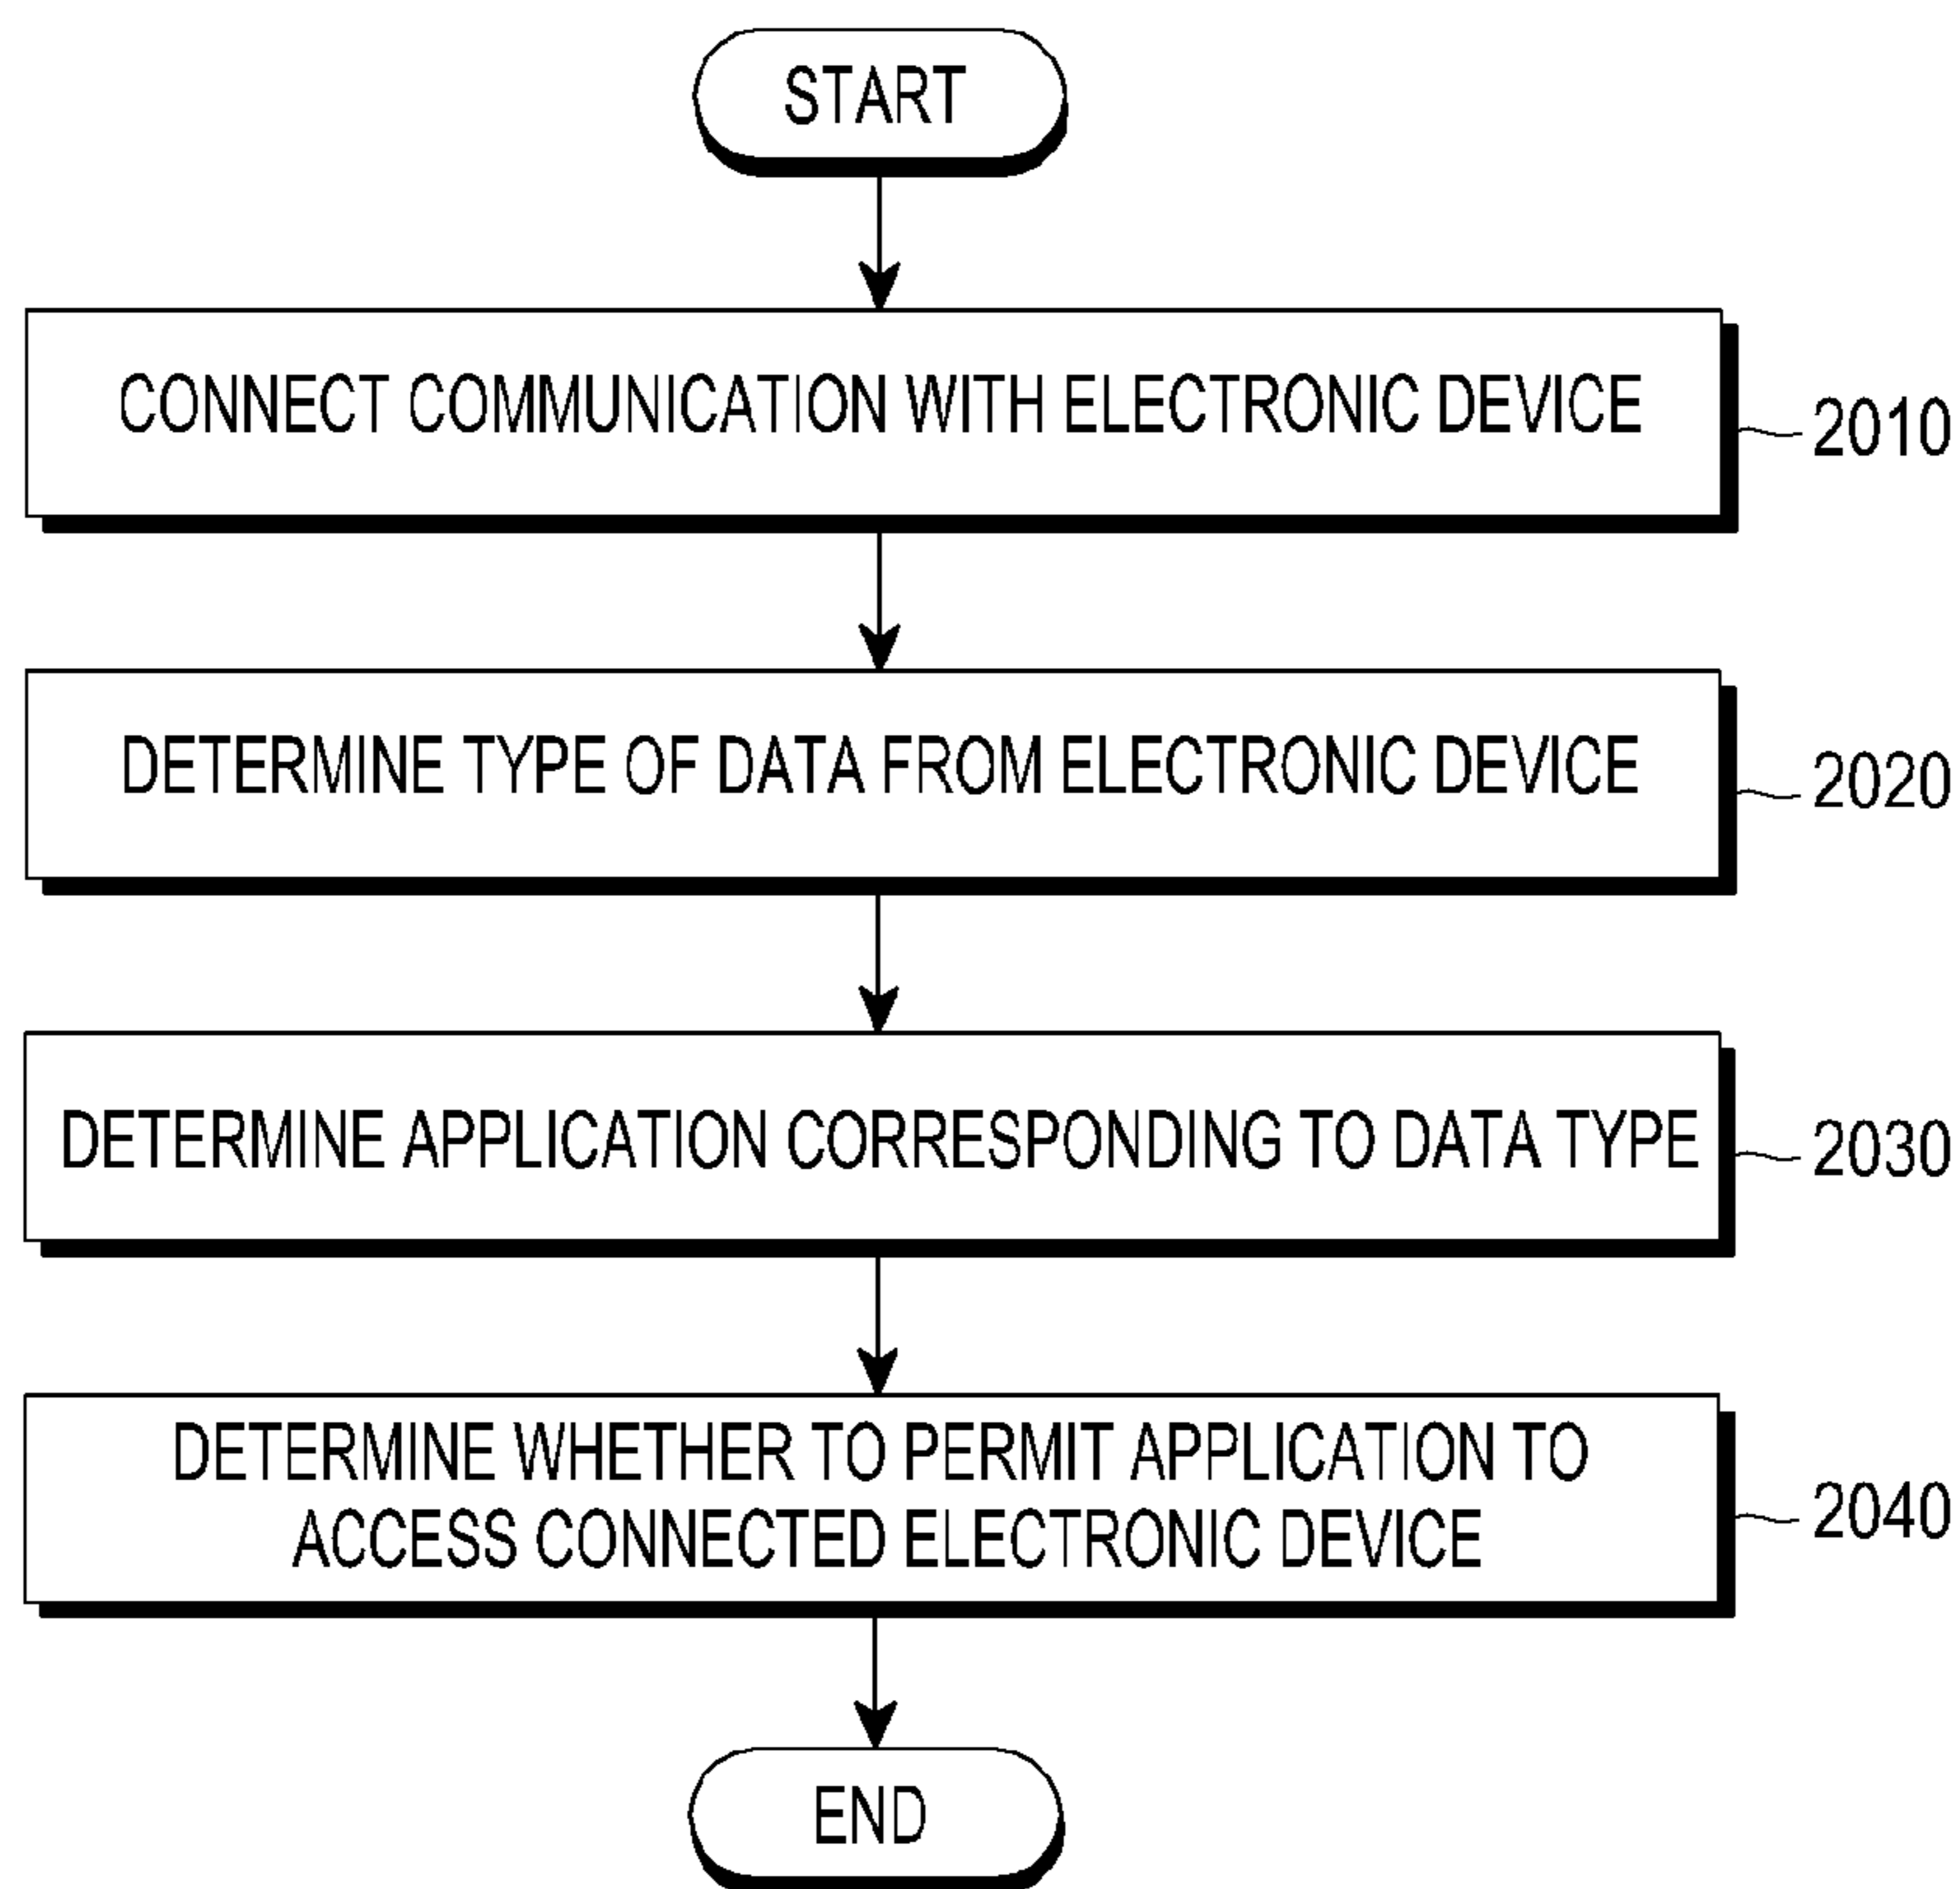 START
CONNECT COMMUNICATION WITH ELECTRONIC DEVICE
2010
DETERMINE TYPE OF DATA FROM ELECTRONIC DEVICE
2020
DETERMINE APPLICATION CORRESPONDING TO DATA TYPE
2030
DETERMINE WHETHER TO PERMIT APPLICATION TO
ACCESS CONNECTED ELECTRONIC DEVICE
2040
END